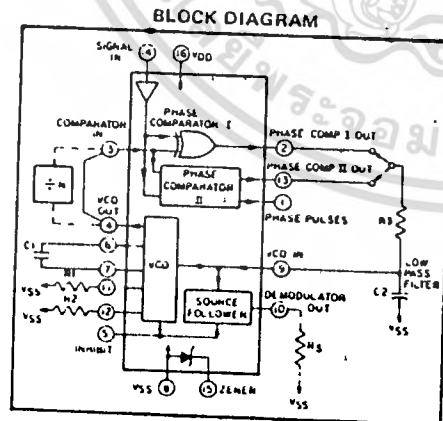 BLOCK DIAGRAM
SIGNAL IN
14
16 VDD
PHASE COMPARATOR I
COMPARATOR IN
3
2
PHASE COMP I OUT
PHASE COMPARATOR II
13
PHASE COMP II OUT
1
PHASE PULSES
÷ N
VCO OUT
4
R3
C1
6
7
VCO
VCO IN
9
LOW PASS FILTER
VSS
R1
11
C2
VSS
R2
12
SOURCE FOLLOWER
DEMODULATOR OUT
10
VSS
5
INHIBIT
RS
VSS
8
15
ZENER
VSS